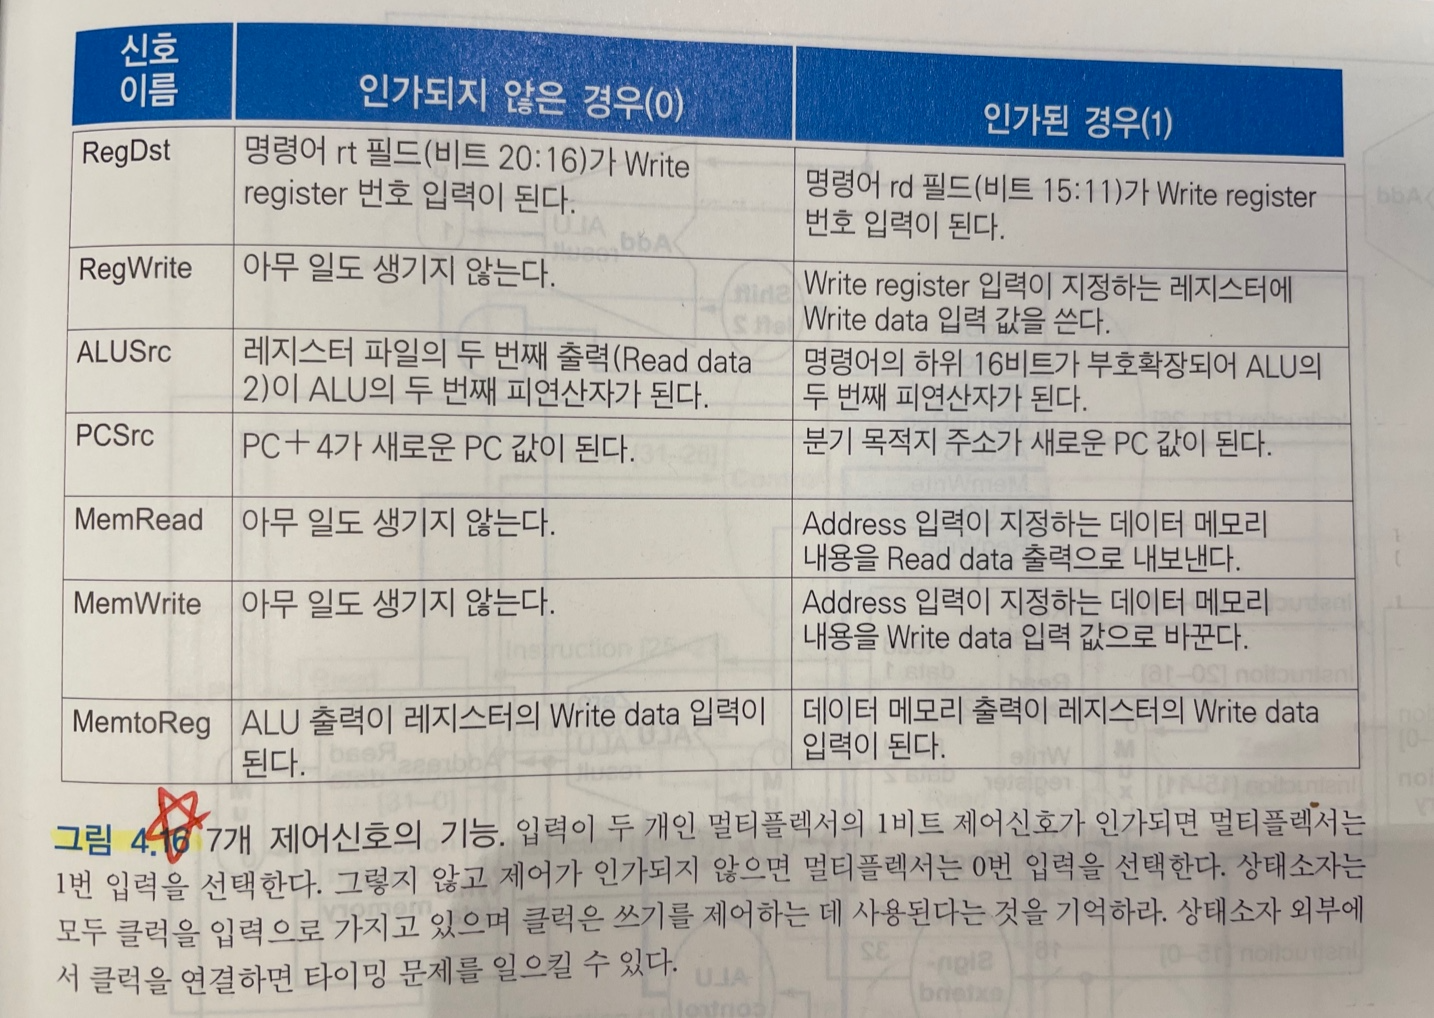 신호
이름
인가되지 않은 경우(0)
인가된 경우(1)
RegDst
명령어 rt 필드(비트 20:16)가 Write
register 번호 입력이 된다.
명령어 rd 필드(비트 15:11)가 Write register
번호 입력이 된다.
RegWrite
아무 일도 생기지 않는다.
Write register 입력이 지정하는 레지스터에
Write data 입력 값을 쓴다.
ALUSrc
레지스터 파일의 두 번째 출력(Read data
2)이 ALU의 두 번째 피연산자가 된다.
명령어의 하위 16비트가 부호확장되어 ALU의
두 번째 피연산자가 된다.
PCSrc
PC+4가 새로운 PC 값이 된다.
분기 목적지 주소가 새로운 PC 값이 된다.
MemRead
아무 일도 생기지 않는다.
Address 입력이 지정하는 데이터 메모리
내용을 Read data 출력으로 내보낸다.
MemWrite
아무 일도 생기지 않는다.
Address 입력이 지정하는 데이터 메모리
내용을 Write data 입력 값으로 바꾼다.
MemtoReg
ALU 출력이 레지스터의 Write data 입력이
된다.
데이터 메모리 출력이 레지스터의 Write data
입력이 된다.
그림 4.16 7개 제어신호의 기능. 입력이 두 개인 멀티플렉서의 1비트 제어신호가 인가되면 멀티플렉서는
1번 입력을 선택한다. 그렇지 않고 제어가 인가되지 않으면 멀티플렉서는 0번 입력을 선택한다. 상태소자는
모두 클럭을 입력으로 가지고 있으며 클럭은 쓰기를 제어하는 데 사용된다는 것을 기억하라. 상태소자 외부에
서 클럭을 연결하면 타이밍 문제를 일으킬 수 있다.